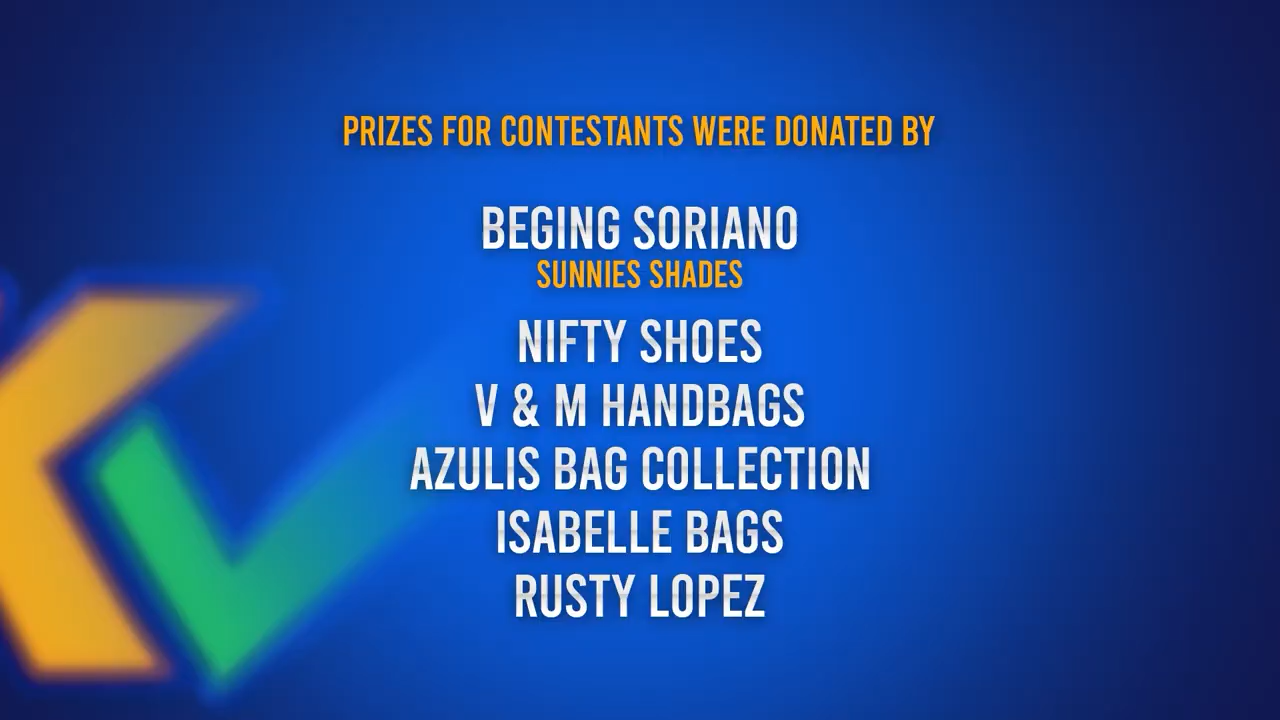 PRIZES FOR CONTESTANTS WERE DONATED BY
BEGING SORIANO
SUNNIES SHADES
NIFTY SHOES
V & M HANDBAGS
AZULIS BAG COLLECTION
ISABELLE BAGS
RUSTY LOPEZ